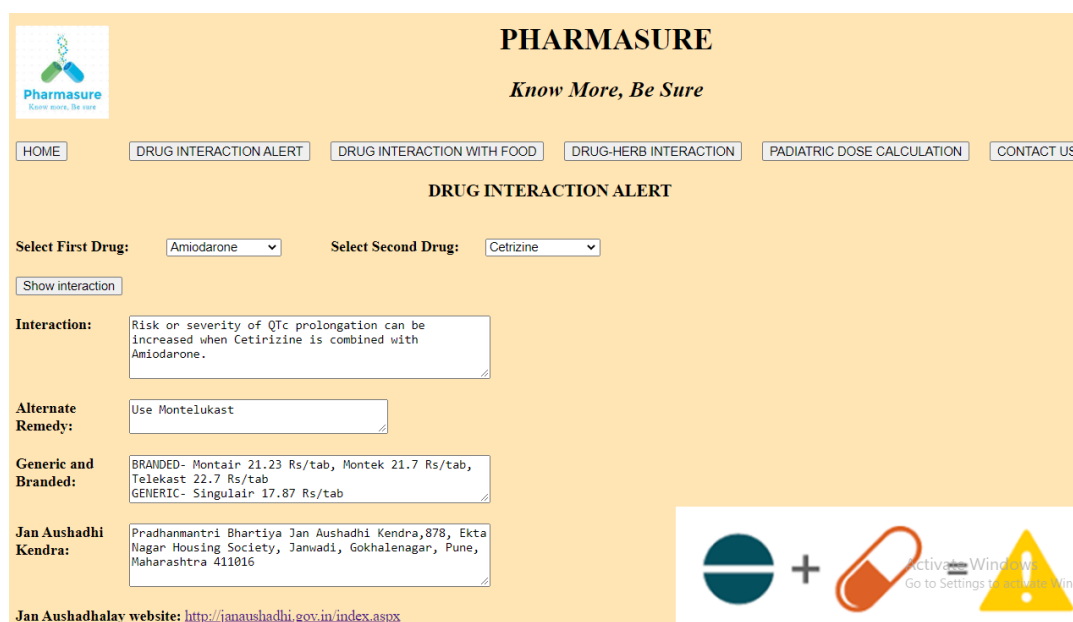 PHARMASURE
Know More, Be Sure
Pharmasure
Know more, Be sure
HOME
DRUG INTERACTION ALERT
DRUG INTERACTION WITH FOOD
DRUG-HERB INTERACTION
PADIATRIC DOSE CALCULATION
CONTACT US
DRUG INTERACTION ALERT
Select First Drug:
Amiodarone
Select Second Drug:
Cetrizine
Show interaction
Interaction:
Risk or severity of QTc prolongation can be
increased when Cetirizine is combined with
Amiodarone.
Alternate
Remedy:
Use Montelukast
Generic and
Branded:
BRANDED- Montair 21.23 Rs/tab, Montek 21.7 Rs/tab,
Telekast 22.7 Rs/tab
GENERIC- Singulair 17.87 Rs/tab
Jan Aushadhi
Kendra:
Pradhanmantri Bhartiya Jan Aushadhi Kendra,878, Ekta
Nagar Housing Society, Janwadi, Gokhalenagar, Pune,
Maharashtra 411016
Activate Windows
Go to Settings to activate Win
Jan Aushadhalay website: http://janaushadhi.gov.in/index.aspx